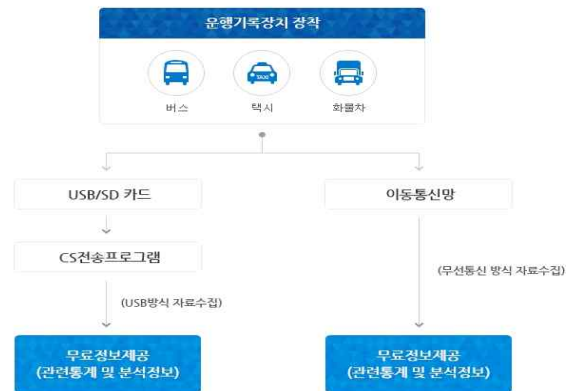 운행기록장치 장착
TAXI
버스
택시
화물차
USB/SD 카드
이동통신망
CS전송프로그램
(무선통신 방식 자료수집)
(USB방식 자료수집)
무료정보제공
(관련통계 및 분석정보)
무료정보제공
(관련통계 및 분석정보)